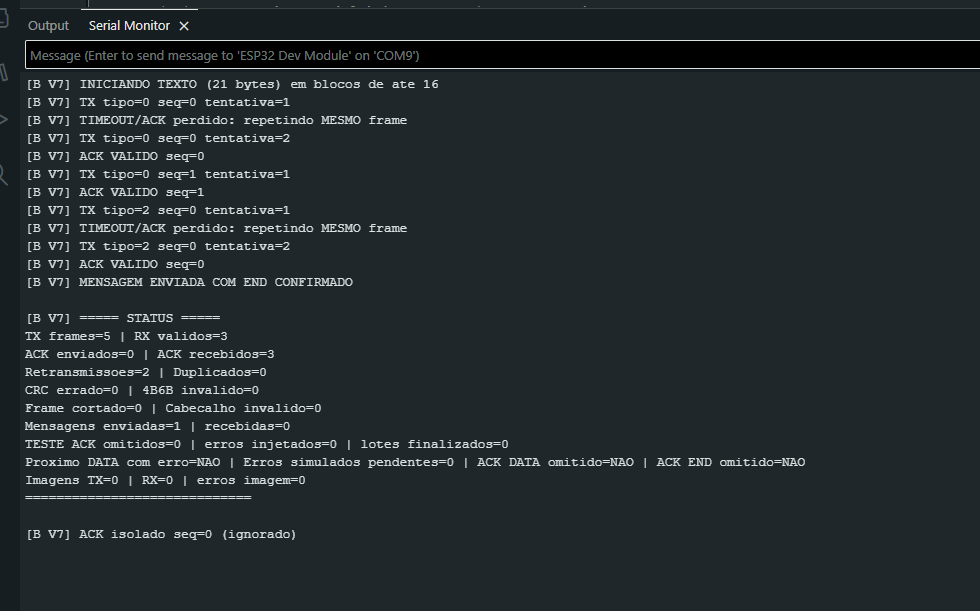 Output Serial Monitor ×
Message (Enter to send message to 'ESP32 Dev Module' on 'COM9')
[B V7] INICIANDO TEXTO (21 bytes) em blocos de ate 16
[B V7] TX tipo=0 seq=0 tentativa=1
[B V7] TIMEOUT/ACK perdido: repetindo MESMO frame
[B V7] TX tipo=0 seq=0 tentativa=2
[B V7] ACK VALIDO seq=0
[B V7] TX tipo=0 seq=1 tentativa=1
[B V7] ACK VALIDO seq=1
[B V7] TX tipo=2 seq=0 tentativa=1
[B V7] TIMEOUT/ACK perdido: repetindo MESMO frame
[B V7] TX tipo=2 seq=0 tentativa=2
[B V7] ACK VALIDO seq=0
[B V7] MENSAGEM ENVIADA COM END CONFIRMADO
[B V7] ===== STATUS =====
TX frames=5 | RX validos=3
ACK enviados=0 | ACK recebidos=3
Retransmissoes=2 | Duplicados=0
CRC errado=0 | 4B6B invalido=0
Frame cortado=0 | Cabecalho invalido=0
Mensagens enviadas=1 | recebidas=0
TESTE ACK omitidos=0 | erros injetados=0 | lotes finalizados=0
Proximo DATA com erro=NAO | Erros simulados pendentes=0 | ACK DATA omitido=NAO | ACK END omitido=NAO
Imagens TX=0 | RX=0 | erros imagem=0
=============================
[B V7] ACK isolado seq=0 (ignorado)